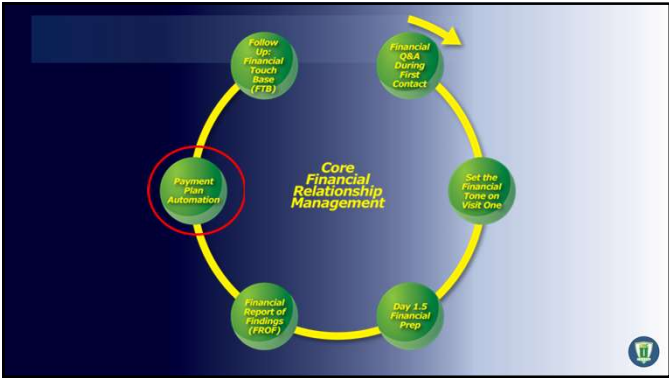 Follow
Up:
Financial
Touch
Base
(FTB)
Financial
Q&A
During
First
Contact
Core
Financial
Relationship
Management
Payment
Plan
Automation
Set the
Financial
Tone on
Visit One
Financial
Report of
Findings
(FROF)
Day 1.5
Financial
Prep